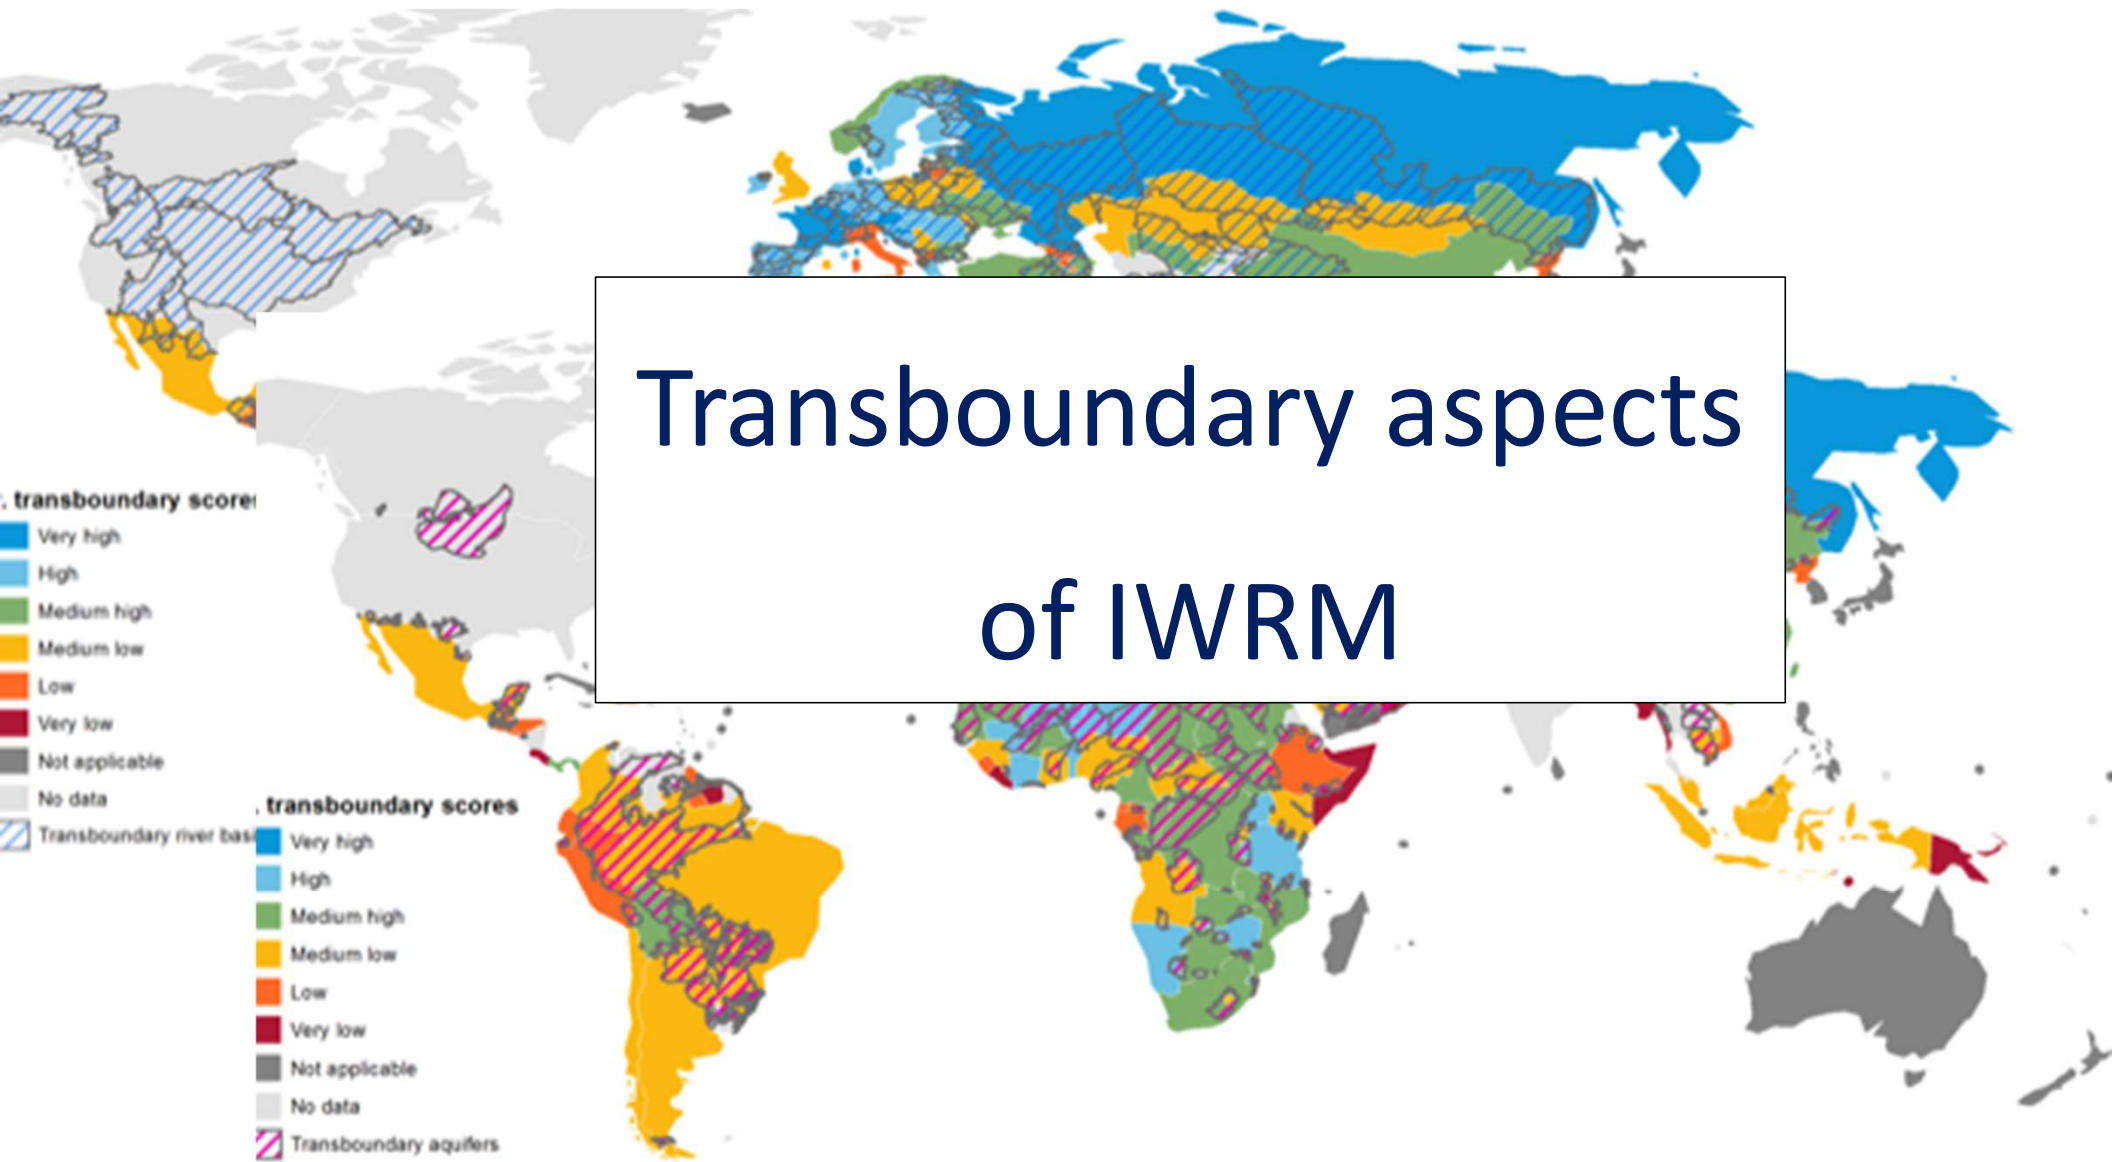 Transboundary aspects
of IWRM
. transboundary scores
Very high
High
Medium high
Medium low
Low
Very low
Not applicable
No data
Transboundary river basi
. transboundary scores
Very high
High
Medium high
Medium low
Low
Very low
Not applicable
No data
Transboundary aquifers